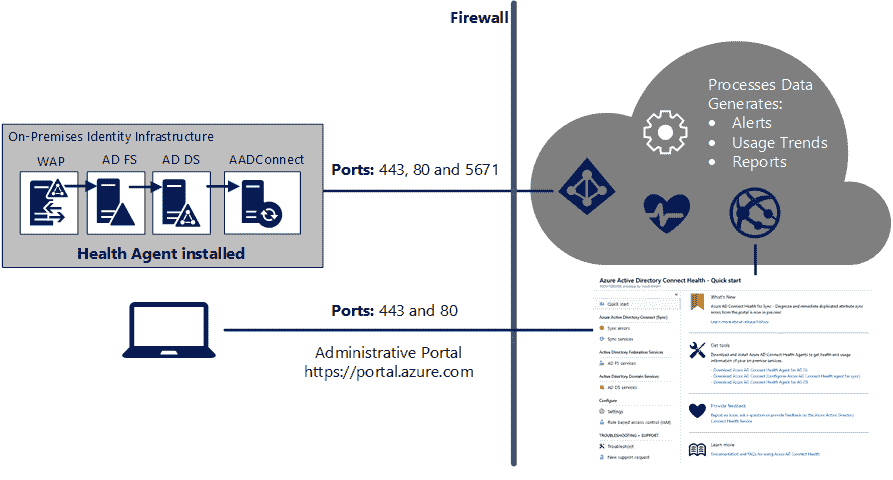 Firewall
Processes Data
Generates:
• Alerts
• Usage Trends
• Reports
On-Premises Identity Infrastructure
WAP
AD FS
AD DS
AADConnect
Health Agent installed
Ports: 443, 80 and 5671
Ports: 443 and 80
Administrative Portal
https://portal.azure.com
Azure Active Directory Connect Health - Quick start
Quick start
Azure Active Directory Connect (Sync)
Sync errors
Sync services
Active Directory Federation Services
AD FS services
Active Directory Domain Services
AD DS services
Configure
Settings
Role based access control (IAM)
TROUBLESHOOTING + SUPPORT
Troubleshoot
New support request
What's New
Azure AD Connect Health for Sync - Diagnose and remediate duplicated attribute sync
errors from the portal is now in preview!
Learn more about release history
Get tools
Download and install Azure AD Connect Health Agents to get health and usage
information of your on premise services.
- Download Azure AD Connect Health Agent for AD FS
- Download Azure AD Connect (configures Azure AD Connect Health agent for sync)
- Download Azure AD Connect Health Agent for AD DS
Provide feedback
Report an issue, ask a question or provide feedback on the Azure Active Directory
Connect Health Service
Learn more
Documentation and FAQs for using Azure AD Connect Health